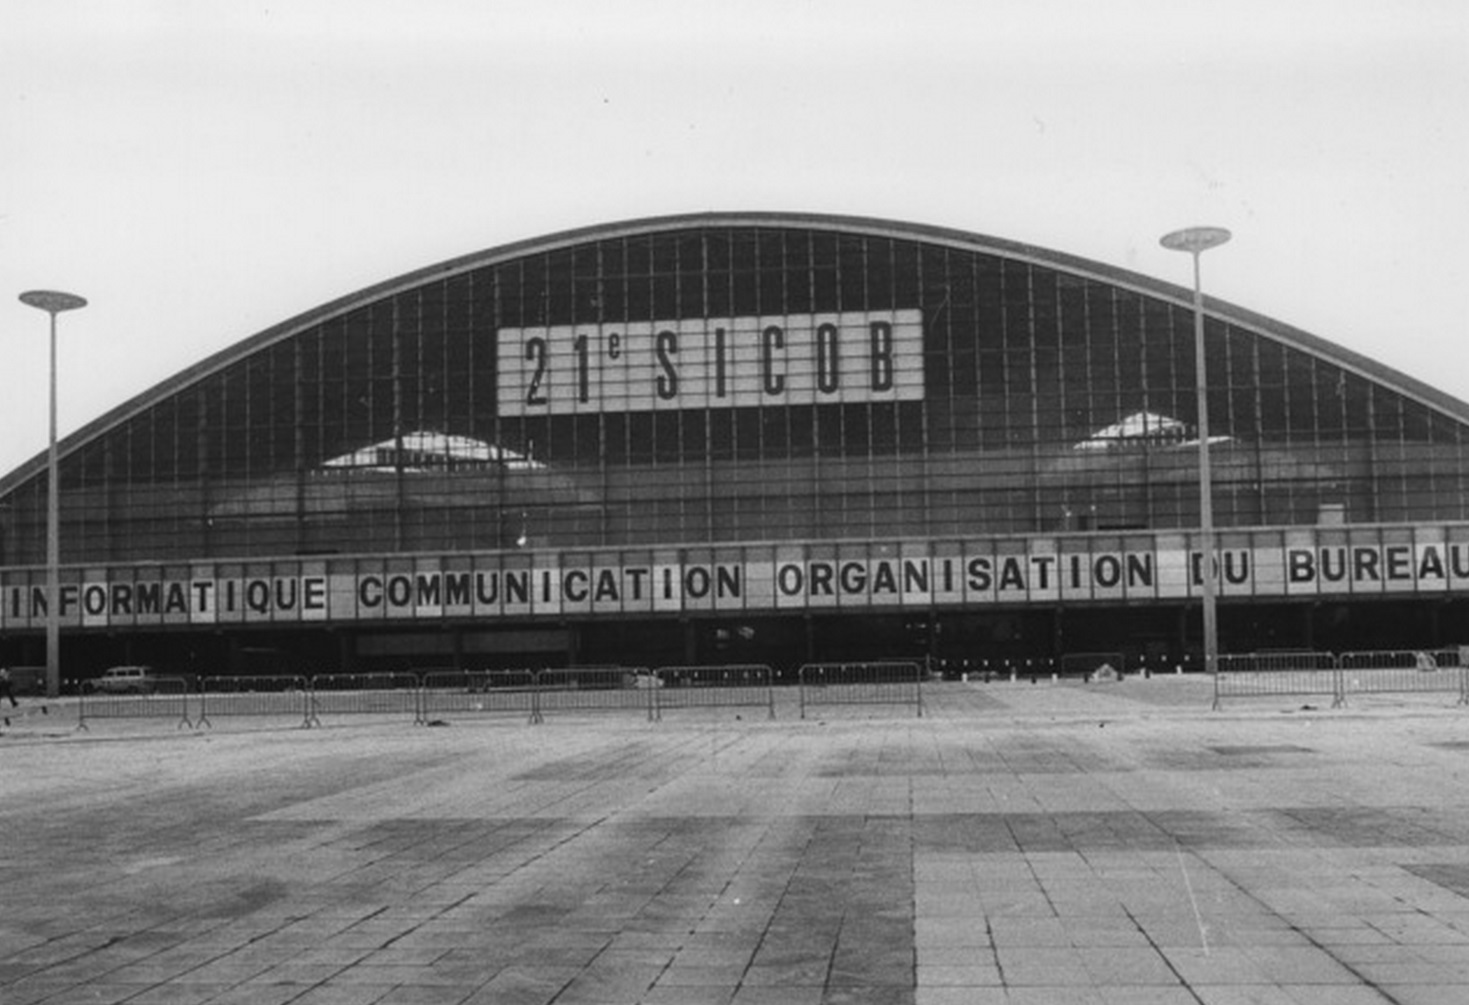 21e SICOB
INFORMATIQUE COMMUNICATION ORGANISATION DU BUREAU